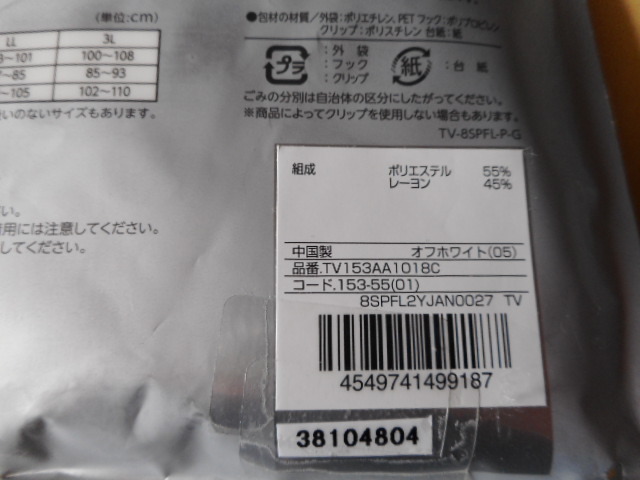 ●包材の材質／外袋:ポリエチレン、PET フック:ポリプロピレン
クリップ:ポリスチレン 台紙:紙
(単位:cm)
LL 3L
～101 100～108
～85 85～93
～105 102～110
プラ
:外袋
:フック
:クリップ
紙
:台紙
いのないサイズもあります。
ごみの分別は自治体の区分にしたがってください。
※商品によってクリップを使用しない場合もあります。
TV-8SPFL-P-G
い。
用には注意してください。
してください。
組成 ポリエステル 55%
レーヨン 45%
中国製 オフホワイト(05)
品番.TV153AA1018C
コード.153-55(01)
8SPFL2YJAN0027 TV
4549741499187
38104804